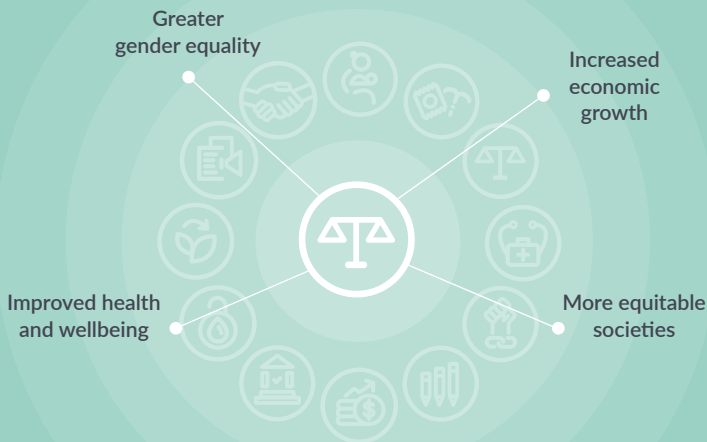 Greater
gender equality
Increased
economic
growth
Improved health
and wellbeing
More equitable
societies